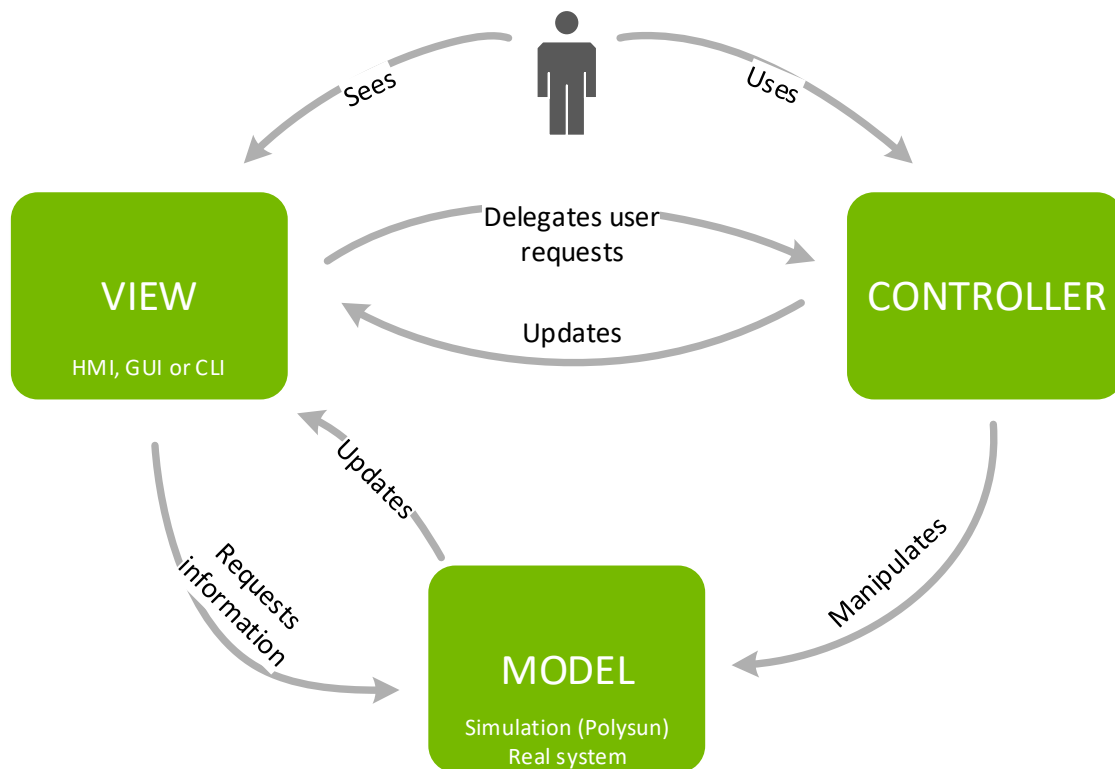 Sees
Uses
Delegates user
requests
VIEW
HMI, GUI or CLI
CONTROLLER
Updates
Updates
Requests
information
Manipulates
MODEL
Simulation (Polysun)
Real system